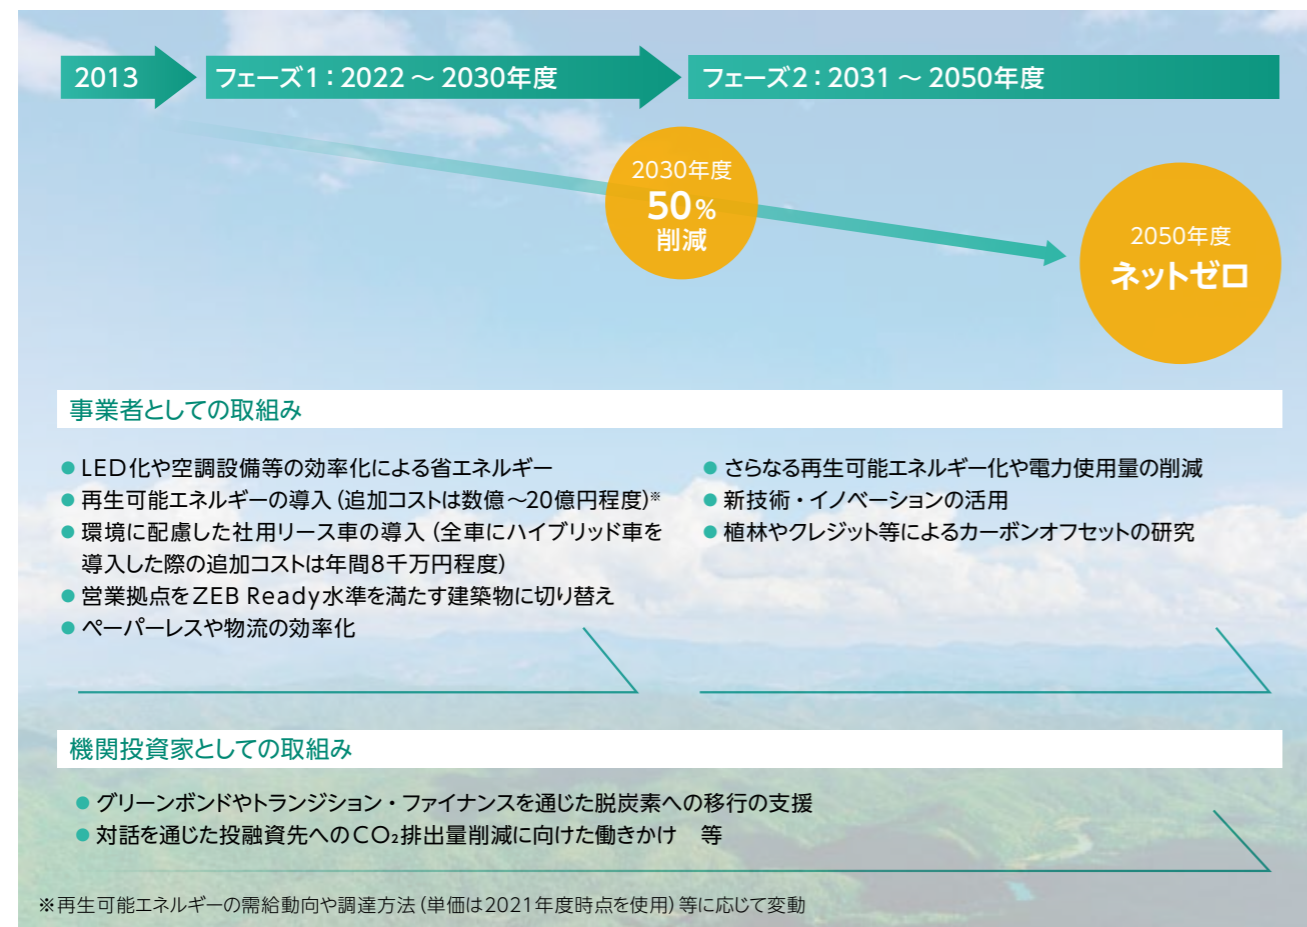 2013
フェーズ1：2022 ～ 2030年度
フェーズ2：2031 ～ 2050年度
2030年度
50%
削減
2050年度
ネットゼロ
事業者としての取組み
● LED化や空調設備等の効率化による省エネルギー
● 再生可能エネルギーの導入（追加コストは数億～20億円程度）※
● 環境に配慮した社用リース車の導入（全車にハイブリッド車を
導入した際の追加コストは年間8千万円程度）
● 営業拠点をZEB Ready水準を満たす建築物に切り替え
● ペーパーレスや物流の効率化
● さらなる再生可能エネルギー化や電力使用量の削減
● 新技術・イノベーションの活用
● 植林やクレジット等によるカーボンオフセットの研究
機関投資家としての取組み
● グリーンボンドやトランジション・ファイナンスを通じた脱炭素への移行の支援
● 対話を通じた投融資先へのCO₂排出量削減に向けた働きかけ　等
※再生可能エネルギーの需給動向や調達方法（単価は2021年度時点を使用）等に応じて変動